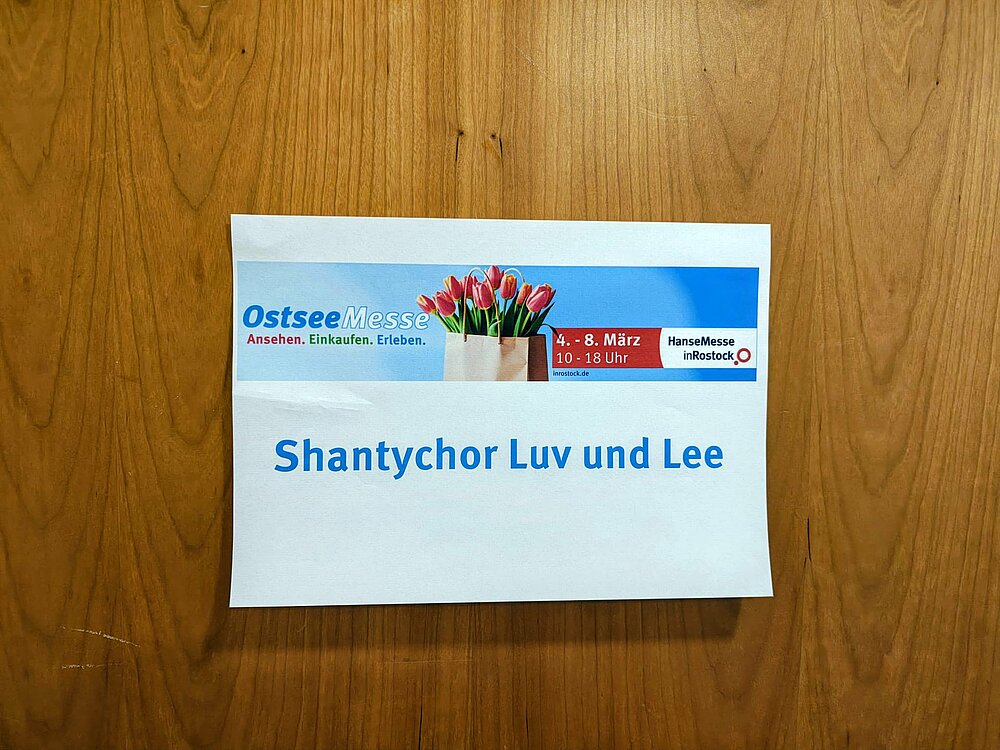 OstseeMesse
Ansehen. Einkaufen. Erleben.
4. - 8. März
10 - 18 Uhr
inrostock.de
HanseMesse
inRostock
Shantychor Luv und Lee